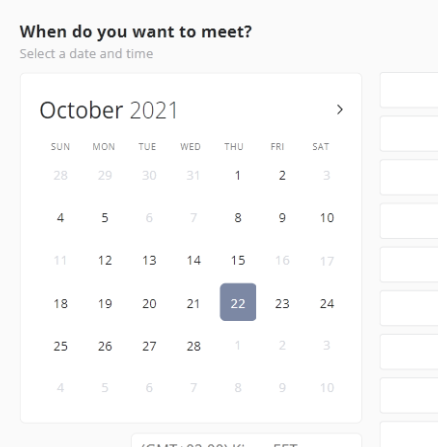 When do you want to meet?
Select a date and time
October 2021
SUN MON TUE WED THU FRI SAT
28 29 30 31 1 2 3
4 5 6 7 8 9 10
11 12 13 14 15 16 17
18 19 20 21 22 23 24
25 26 27 28 1 2 3
4 5 6 7 8 9 10